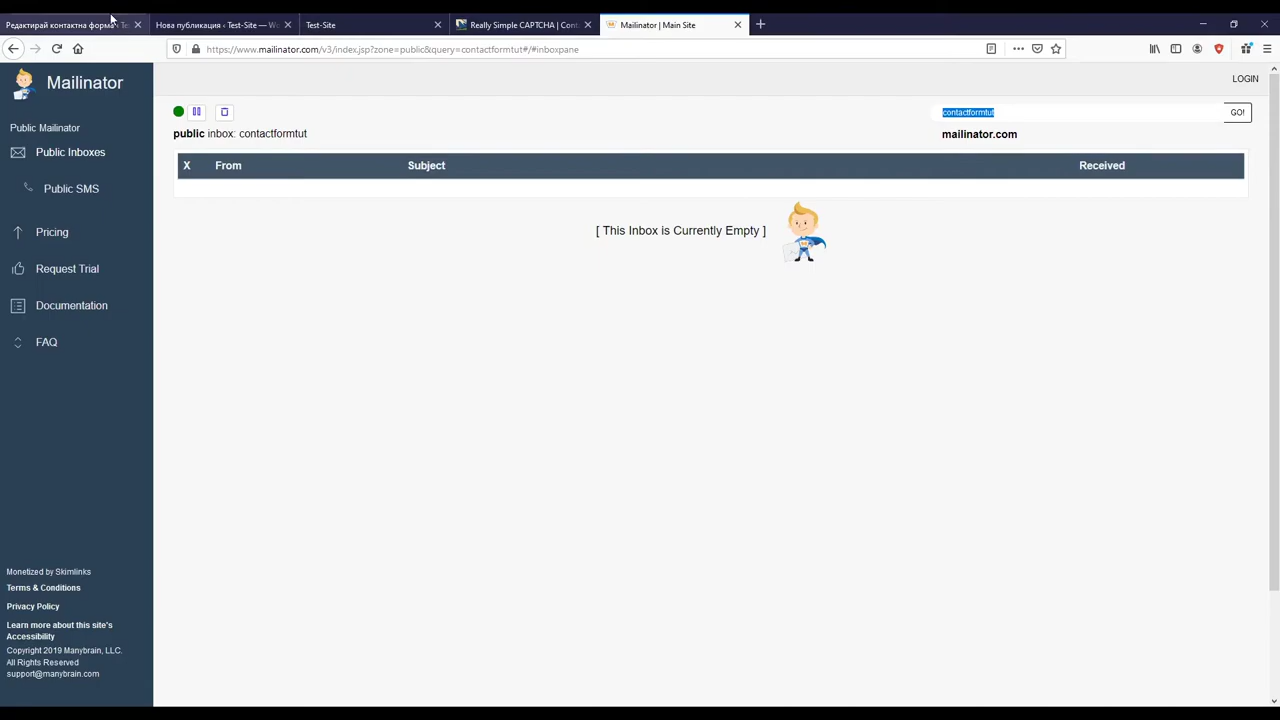 Редактирай контактна форма ‹ Te
Нова публикация ‹ Test-Site — Wo
Test-Site
Really Simple CAPTCHA | Cont
Mailinator | Main Site
https://www.mailinator.com/v3/index.jsp?zone=public&query=contactformtut#/#inboxpane
Mailinator
LOGIN
contactformtut
GO!
Public Mailinator
public inbox: contactformtut
mailinator.com
Public Inboxes
X From Subject Received
Public SMS
Pricing
[ This Inbox is Currently Empty ]
Request Trial
Documentation
FAQ
Monetized by Skimlinks
Terms & Conditions
Privacy Policy
Learn more about this site's
Accessibility
Copyright 2019 Manybrain, LLC.
All Rights Reserved
support@manybrain.com